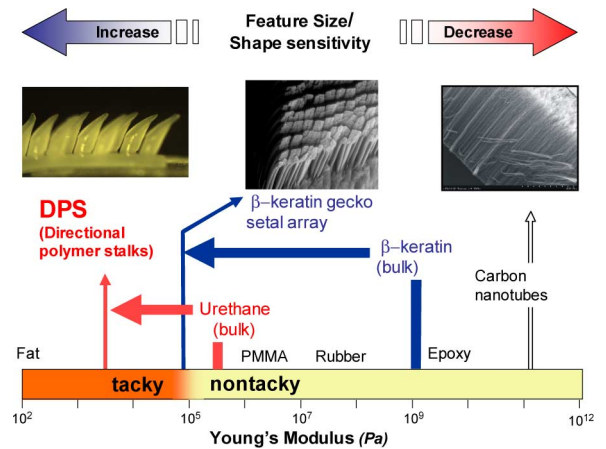 Increase
Feature Size/
Shape sensitivity
Decrease
DPS
(Directional
polymer stalks)
β−keratin gecko
setal array
β−keratin
(bulk)
Urethane
(bulk)
Carbon
nanotubes
Fat
PMMA
Rubber
Epoxy
tacky
nontacky
10²
10⁵
10⁷
10⁹
10¹²
Young's Modulus (Pa)